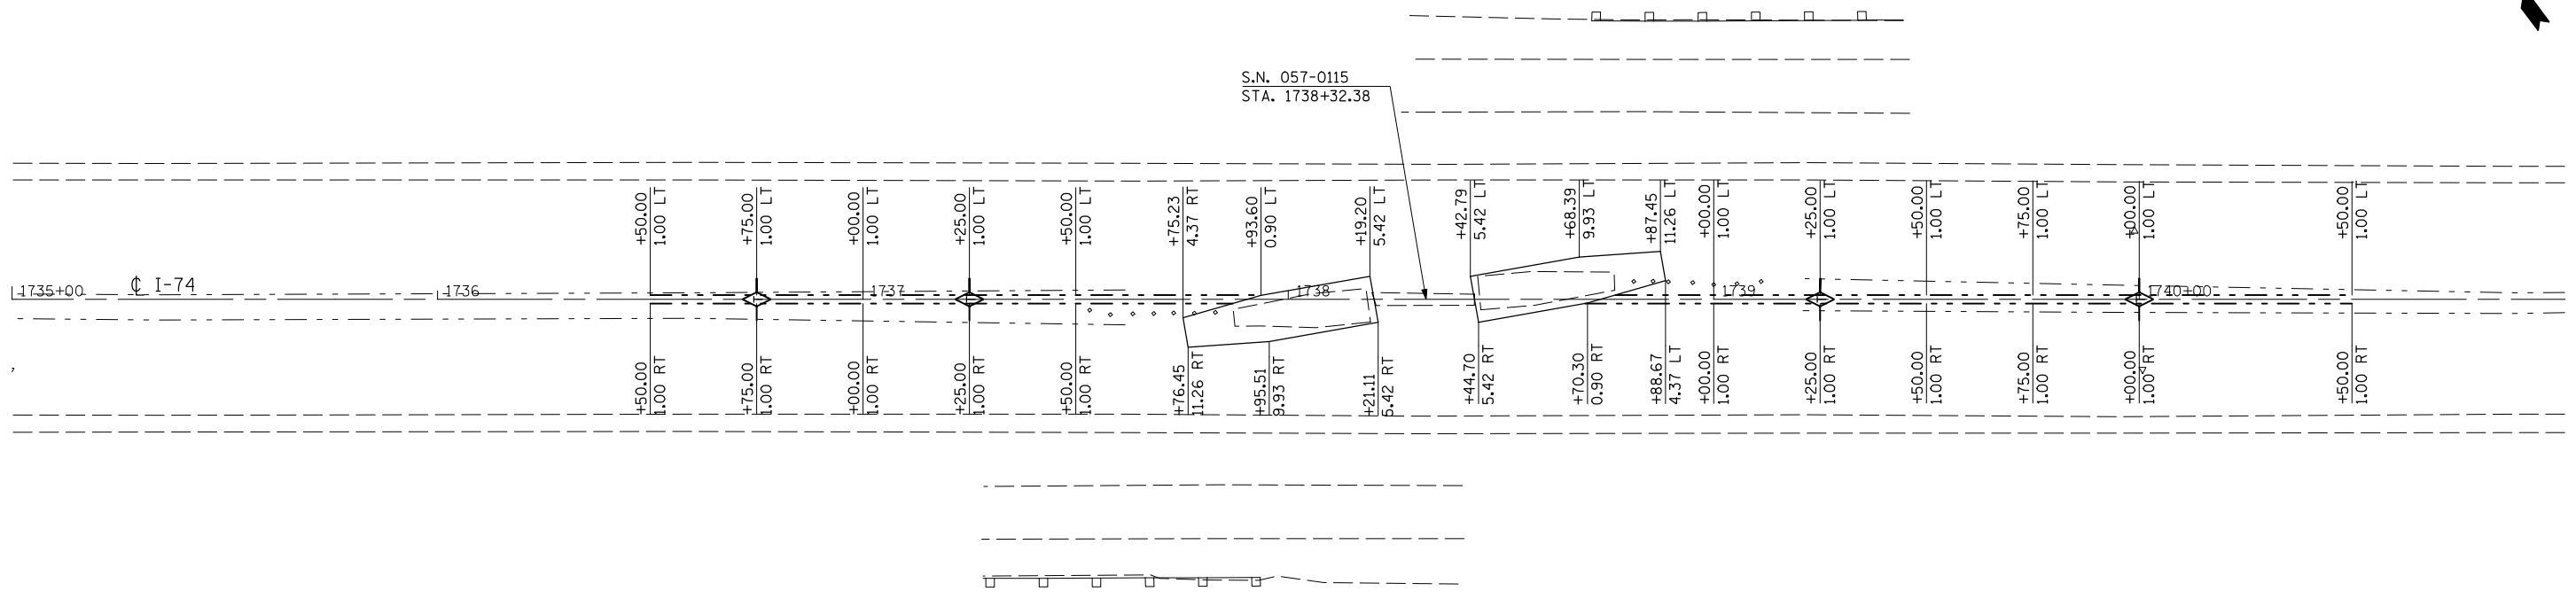 S.N. 057-0115
STA. 1738+32.38
+50.00
1.00 LT
+75.00
1.00 LT
+00.00
1.00 LT
+25.00
1.00 LT
+50.00
1.00 LT
+75.23
4.37 RT
+93.60
0.90 LT
+19.20
5.42 LT
+42.79
5.42 LT
+68.39
9.93 LT
+87.45
11.26 LT
+00.00
1.00 LT
+25.00
1.00 LT
+50.00
1.00 LT
+75.00
1.00 LT
+00.00
1.00 LT
+50.00
1.00 LT
℄ I-74
1735+00
1736
1737
1738
1739
1740+00
+50.00
1.00 RT
+75.00
1.00 RT
+00.00
1.00 RT
+25.00
1.00 RT
+50.00
1.00 RT
+76.45
11.26 RT
+95.51
9.93 RT
+21.11
5.42 RT
+44.70
5.42 RT
+70.30
0.90 RT
+88.67
4.37 LT
+00.00
1.00 RT
+25.00
1.00 RT
+50.00
1.00 RT
+75.00
1.00 RT
+00.00
1.00 RT
+50.00
1.00 RT